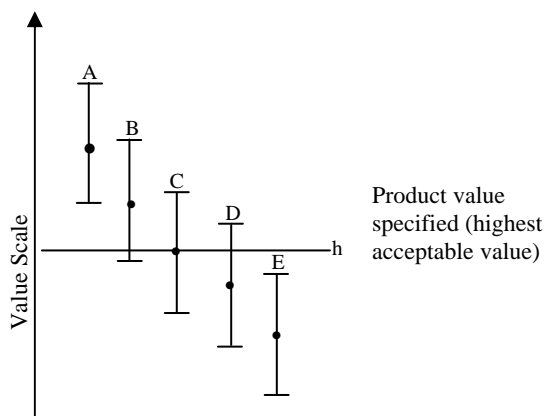 A
B
C
D
E
h
Value Scale
Product value
specified (highest
acceptable value)